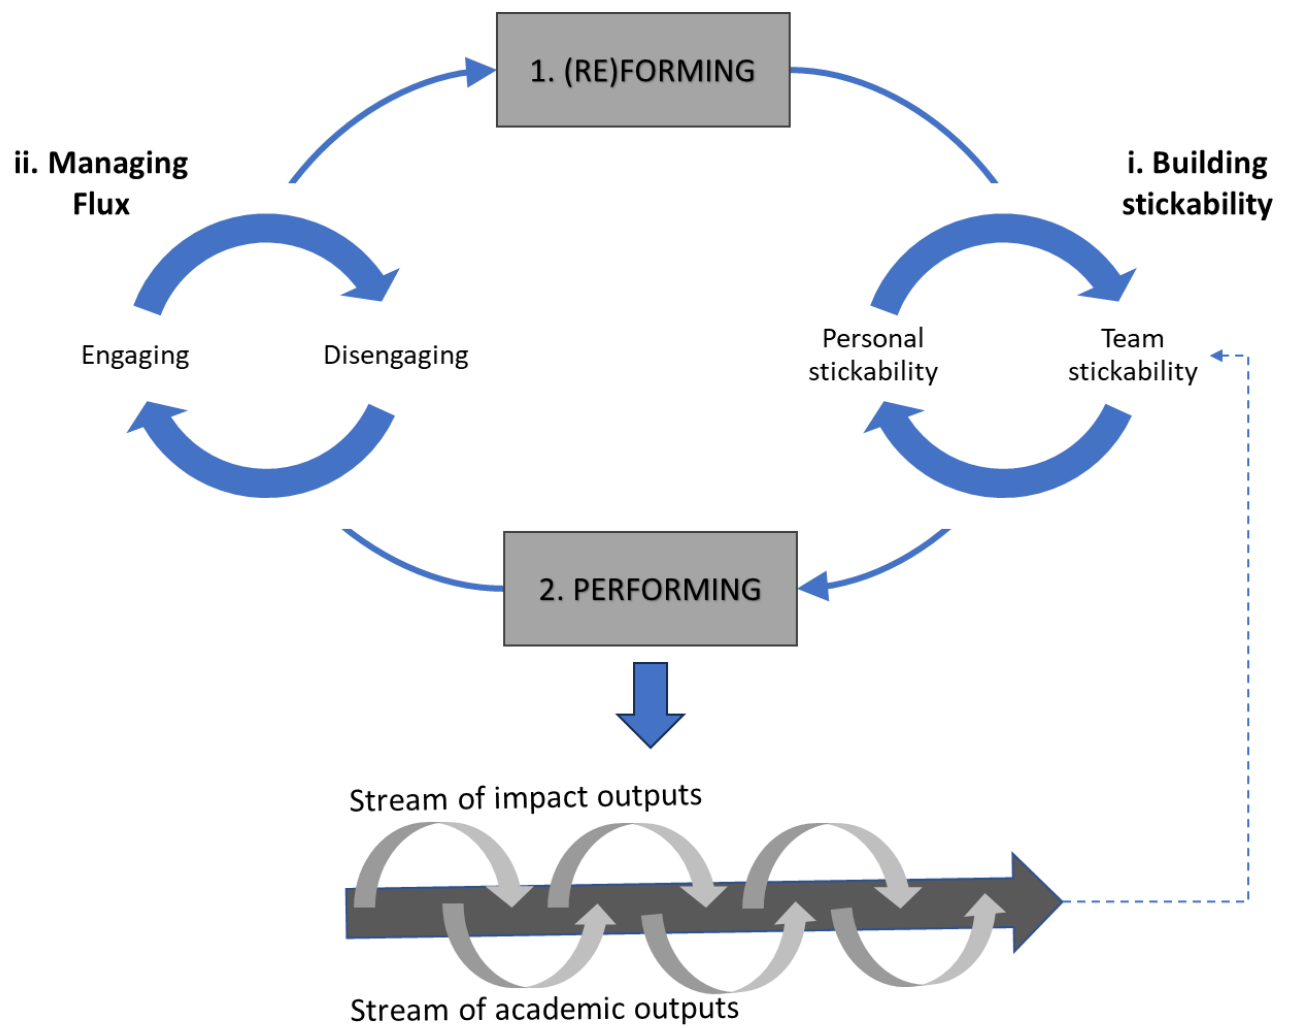 1. (RE)FORMING
ii. Managing
Flux
i. Building
stickability
Engaging
Disengaging
Personal
stickability
Team
stickability
2. PERFORMING
Stream of impact outputs
Stream of academic outputs